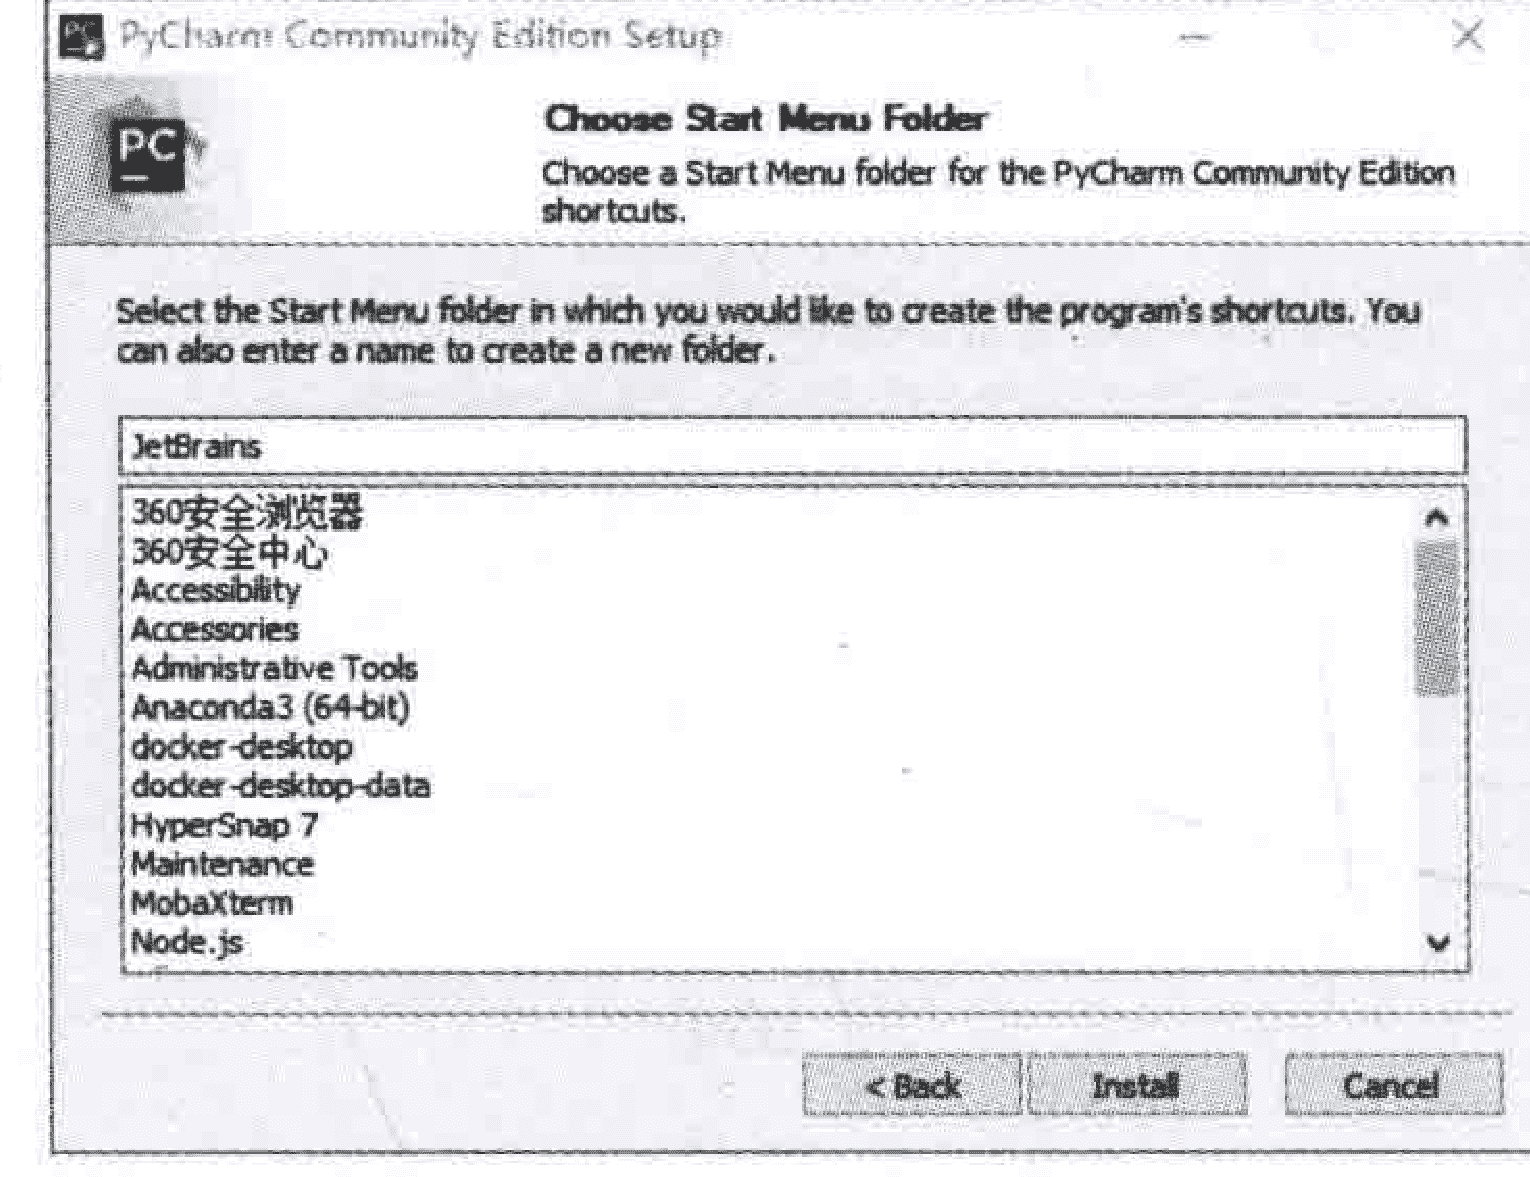 PyCharm Community Edition Setup
PC
Choose Start Menu Folder
Choose a Start Menu folder for the PyCharm Community Edition
shortcuts.
Select the Start Menu folder in which you would like to create the program's shortcuts. You
can also enter a name to create a new folder.
JetBrains
360安全浏览器
360安全中心
Accessibility
Accessories
Administrative Tools
Anaconda3 (64-bit)
docker-desktop
docker-desktop-data
HyperSnap 7
Maintenance
MobaXterm
Node.js
< Back
Install
Cancel